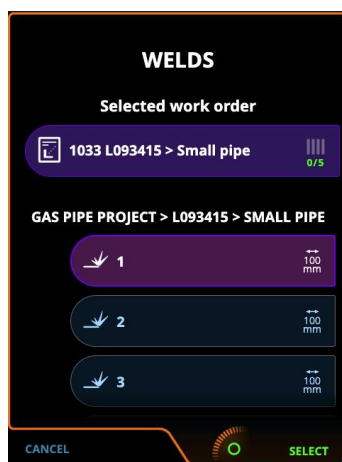 WELDS
Selected work order
1033 L093415 > Small pipe
0/5
GAS PIPE PROJECT > L093415 > SMALL PIPE
1
100
mm
2
100
mm
3
100
mm
CANCEL
SELECT